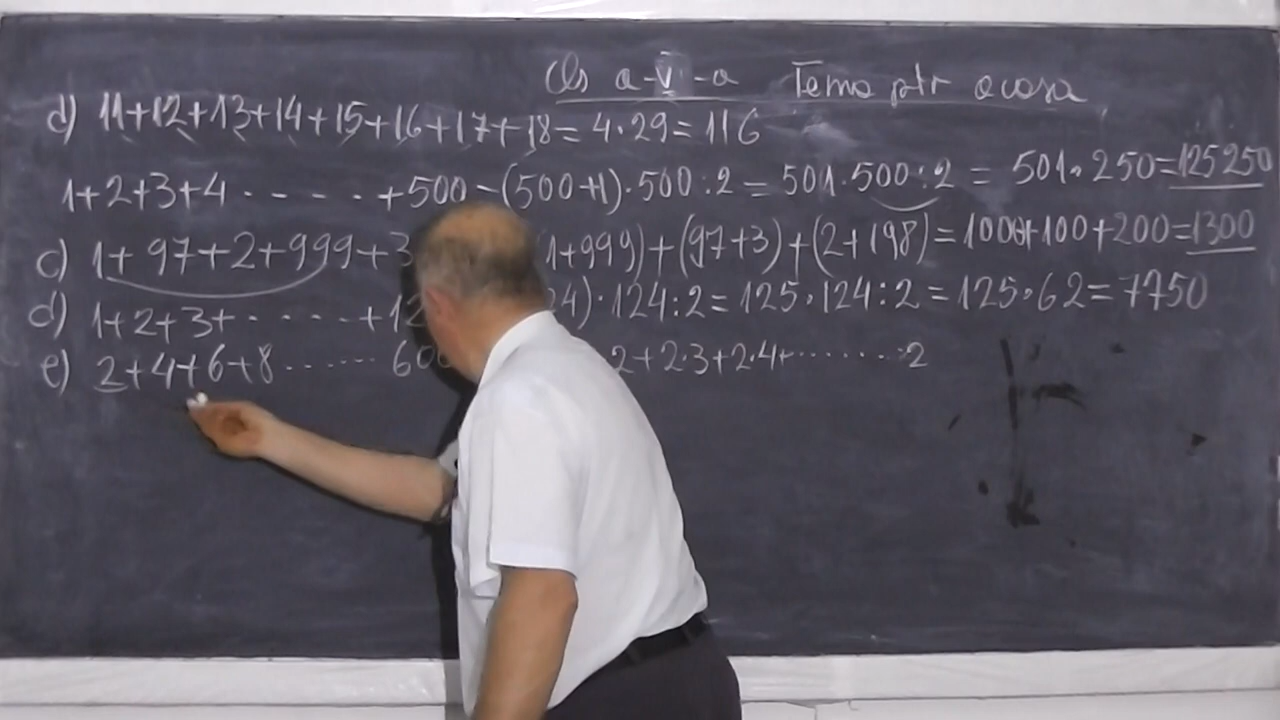 Cls a-V-a Tema ptr acasa
d) 11+12+13+14+15+16+17+18=4·29=116
1+2+3+4·-·--··+500-(500+1)·500:2=501·500:2=501·250=125250
c) 1+97+2+999+3 1+999)+(97+3)+(2+198)=1000+100+200=1300
d) 1+2+3+······+12 24)·124:2=125·124:2=125·62=7750
e) 2+4+6+8······· 600 2+2·3+2·4+·······2